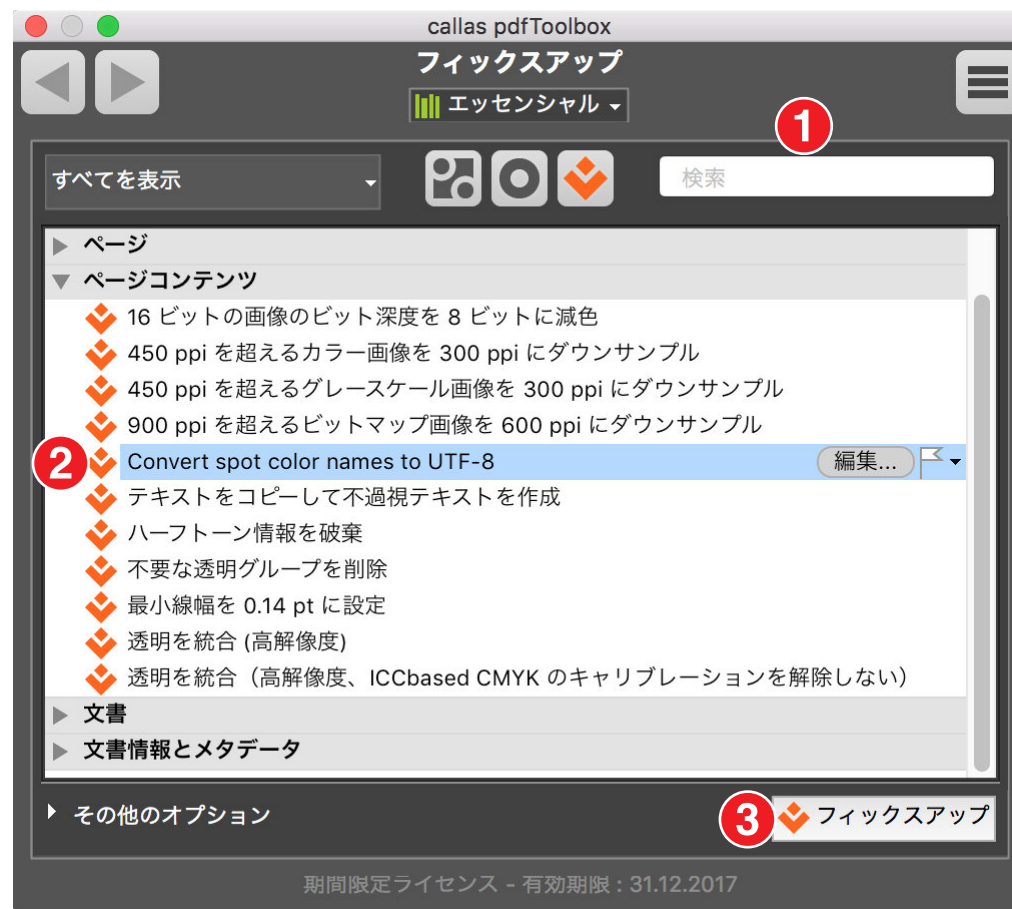 callas pdfToolbox
フィックスアップ
エッセンシャル
1
すべてを表示
検索
ページ
ページコンテンツ
16 ビットの画像のビット深度を 8 ビットに減色
450 ppi を超えるカラー画像を 300 ppi にダウンサンプル
450 ppi を超えるグレースケール画像を 300 ppi にダウンサンプル
900 ppi を超えるビットマップ画像を 600 ppi にダウンサンプル
2 Convert spot color names to UTF-8 編集...
テキストをコピーして不過視テキストを作成
ハーフトーン情報を破棄
不要な透明グループを削除
最小線幅を 0.14 pt に設定
透明を統合 (高解像度)
透明を統合（高解像度、ICCbased CMYK のキャリブレーションを解除しない）
文書
文書情報とメタデータ
その他のオプション
3 フィックスアップ
期間限定ライセンス - 有効期限 : 31.12.2017